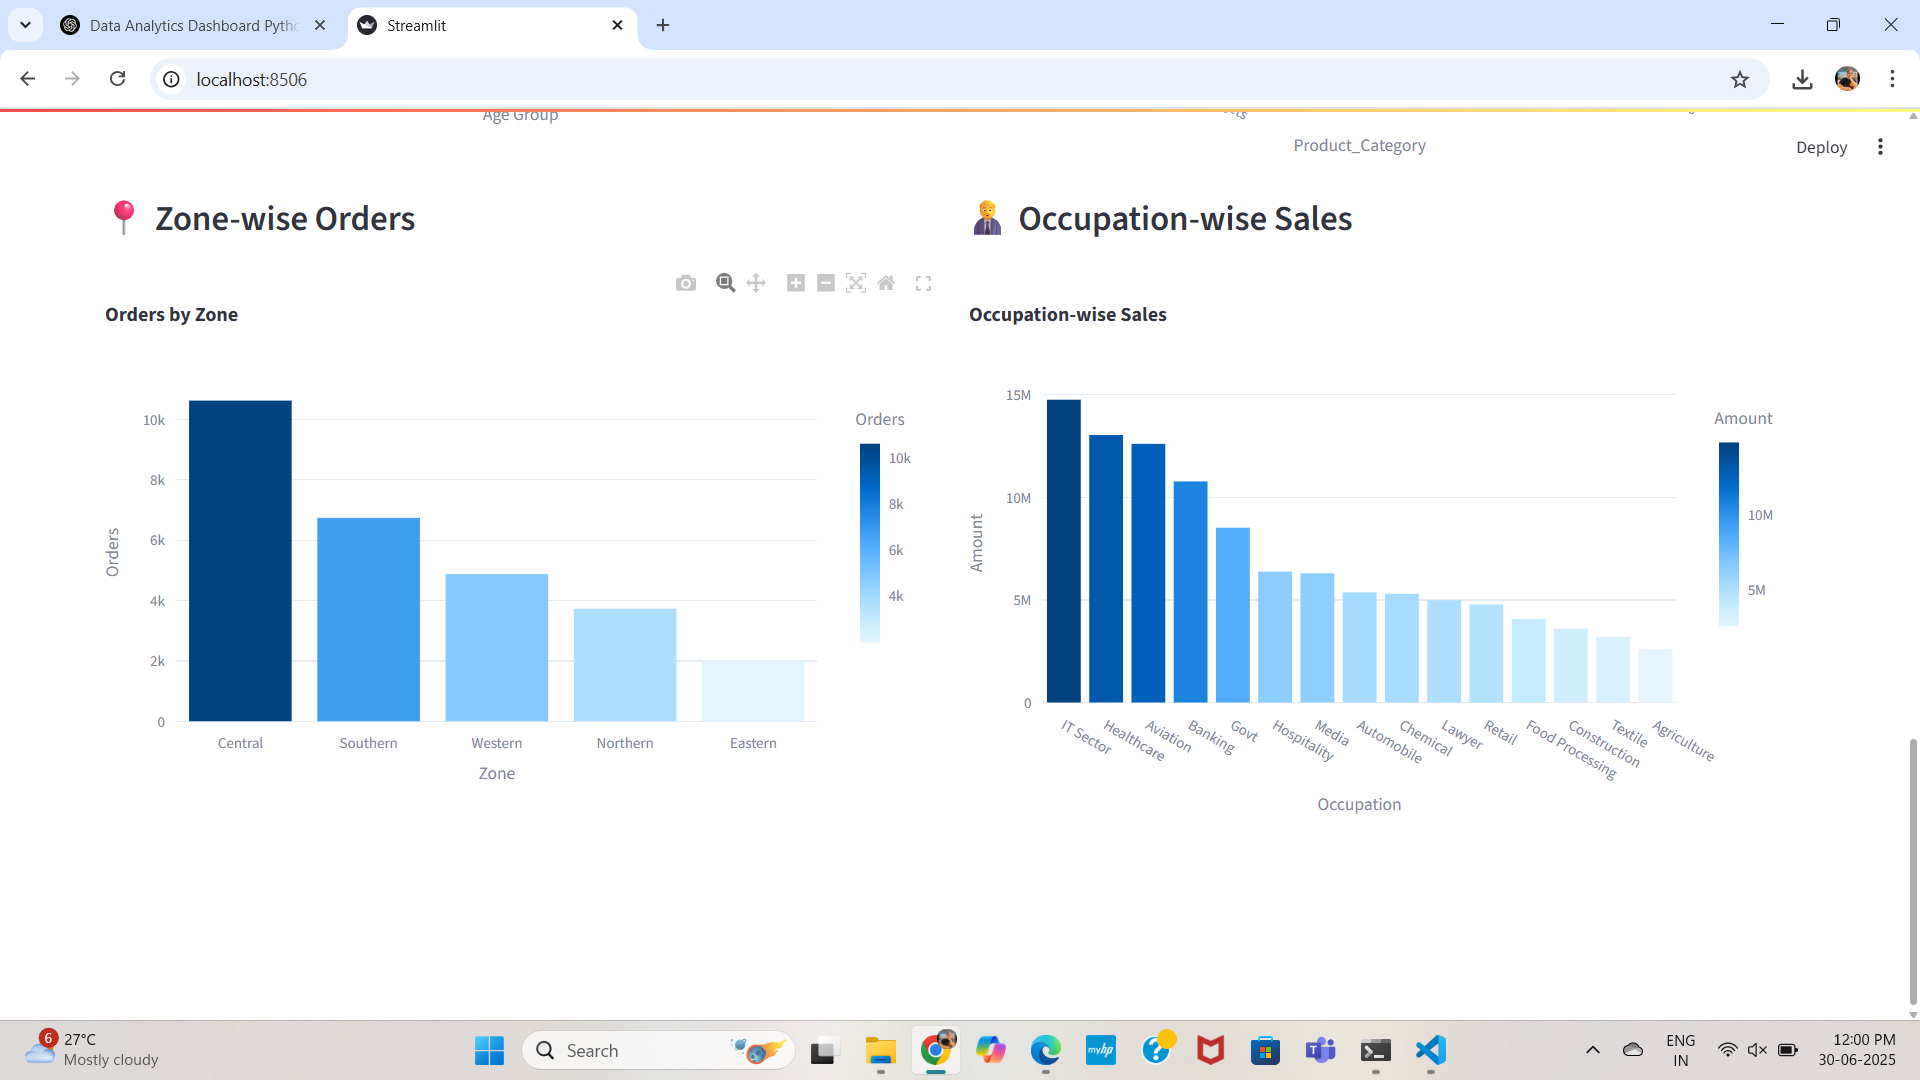 Data Analytics Dashboard Pytho
Streamlit
localhost:8506
Age Group
Product_Category
Deploy
Zone-wise Orders
Occupation-wise Sales
Orders by Zone
Orders
10k
8k
6k
4k
2k
0
Central
Southern
Western
Northern
Eastern
Zone
Orders
10k
8k
6k
4k
Occupation-wise Sales
Amount
15M
10M
5M
0
IT Sector
Healthcare
Aviation
Banking
Govt
Hospitality
Media
Automobile
Chemical
Lawyer
Retail
Food Processing
Construction
Textile
Agriculture
Occupation
Amount
10M
5M
6
27°C
Mostly cloudy
Search
myhp
ENG
IN
12:00 PM
30-06-2025